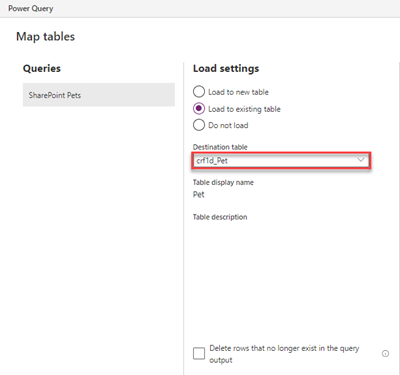 Power Query
Map tables
Queries
SharePoint Pets
Load settings
Load to new table
Load to existing table
Do not load
Destination table
crf1d_Pet
Table display name
Pet
Table description
Delete rows that no longer exist in the query
output